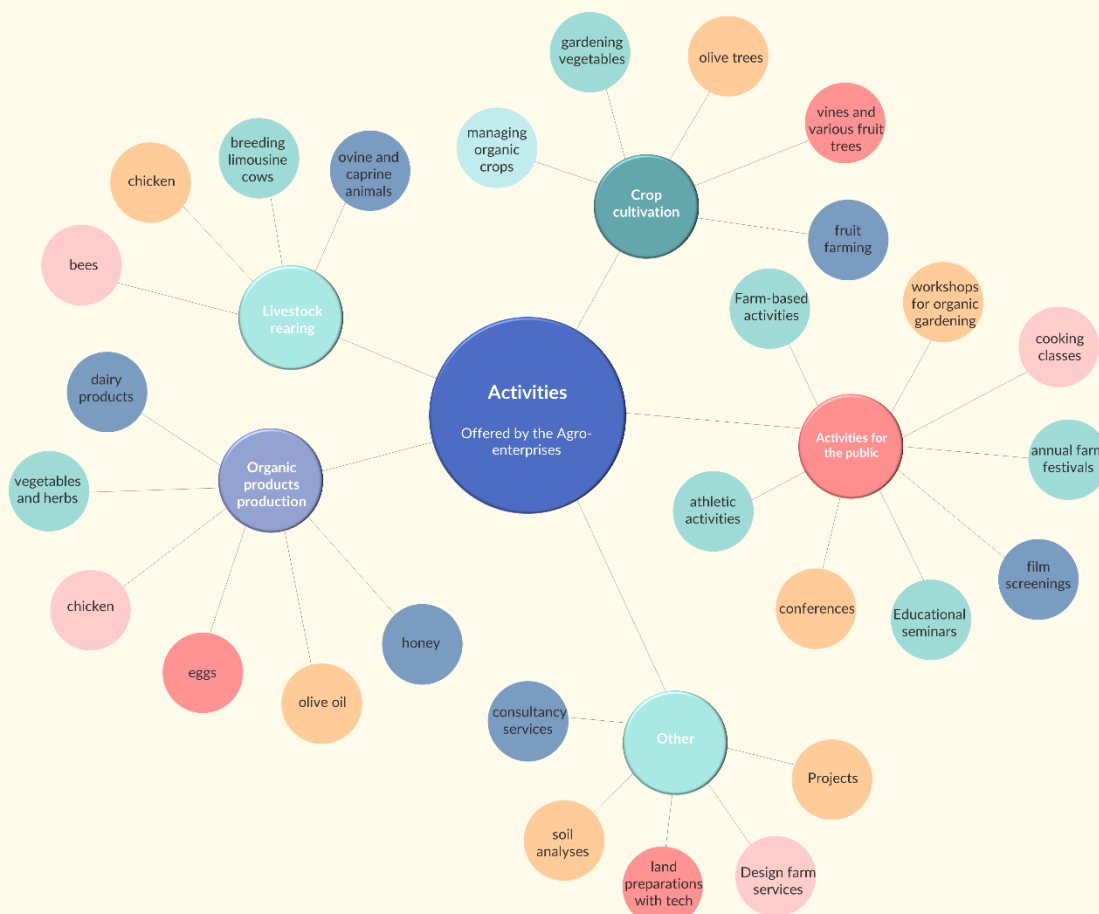 gardening
vegetables
olive trees
managing
organic
crops
vines and
various fruit
trees
Crop
cultivation
fruit
farming
breeding
limousine
cows
ovine and
caprine
animals
chicken
bees
Livestock
rearing
Activities
Offered by the Agro-
enterprises
Farm-based
activities
workshops
for organic
gardening
cooking
classes
Activities for
the public
annual farm
festivals
athletic
activities
conferences
Educational
seminars
film
screenings
dairy
products
vegetables
and herbs
Organic
products
production
chicken
eggs
olive oil
honey
consultancy
services
Other
Projects
soil
analyses
land
preparations
with tech
Design farm
services